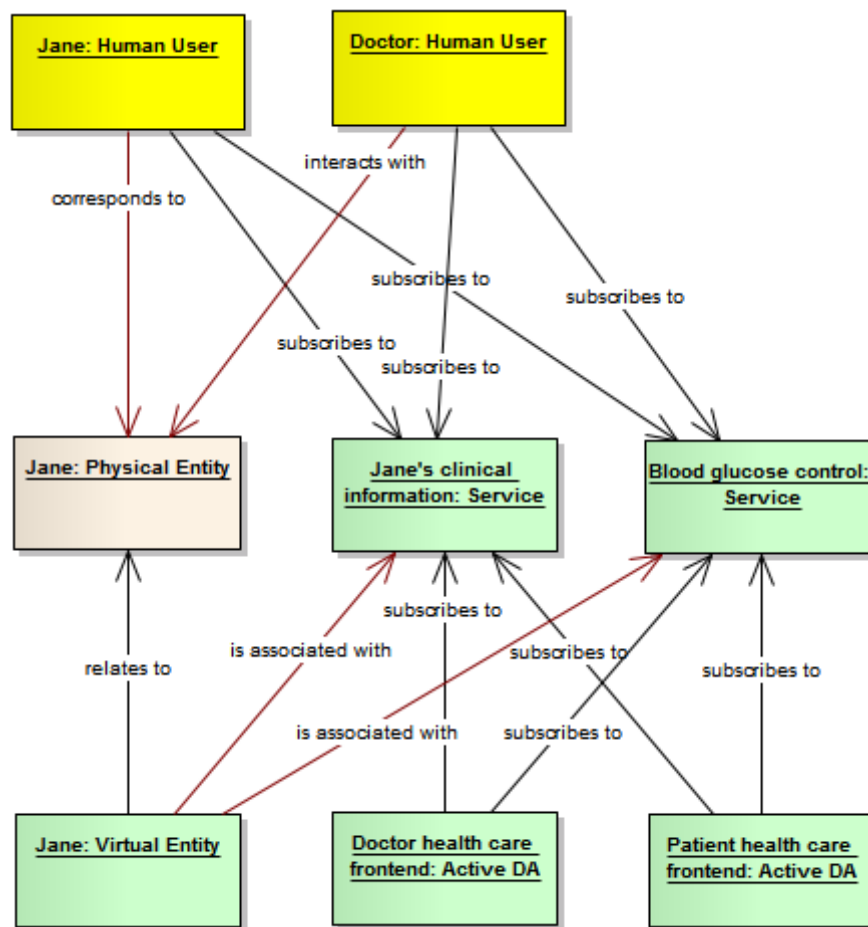 Jane: Human User
Doctor: Human User
interacts with
corresponds to
subscribes to
subscribes to
subscribes to
subscribes to
Jane: Physical Entity
Jane's clinical
information: Service
Blood glucose control:
Service
subscribes to
is associated with
subscribes to
relates to
subscribes to
is associated with
subscribes to
Jane: Virtual Entity
Doctor health care
frontend: Active DA
Patient health care
frontend: Active DA